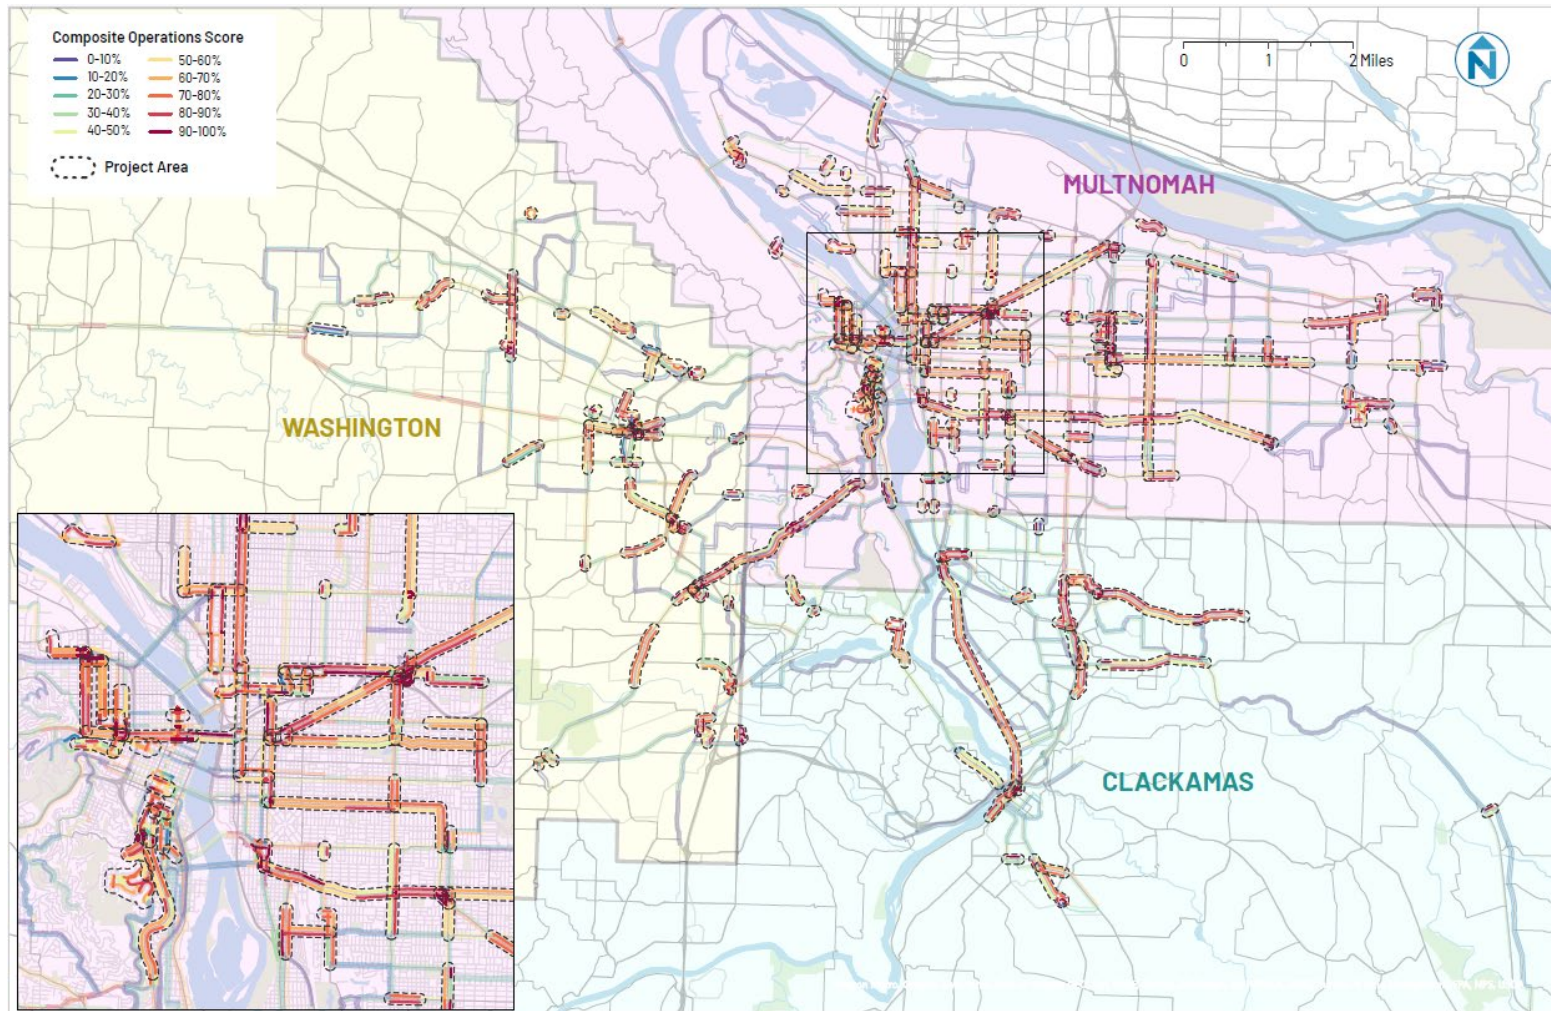 Composite Operations Score
0-10%
10-20%
20-30%
30-40%
40-50%
50-60%
60-70%
70-80%
80-90%
90-100%
Project Area
0 1 2 Miles
N
MULTNOMAH
WASHINGTON
CLACKAMAS